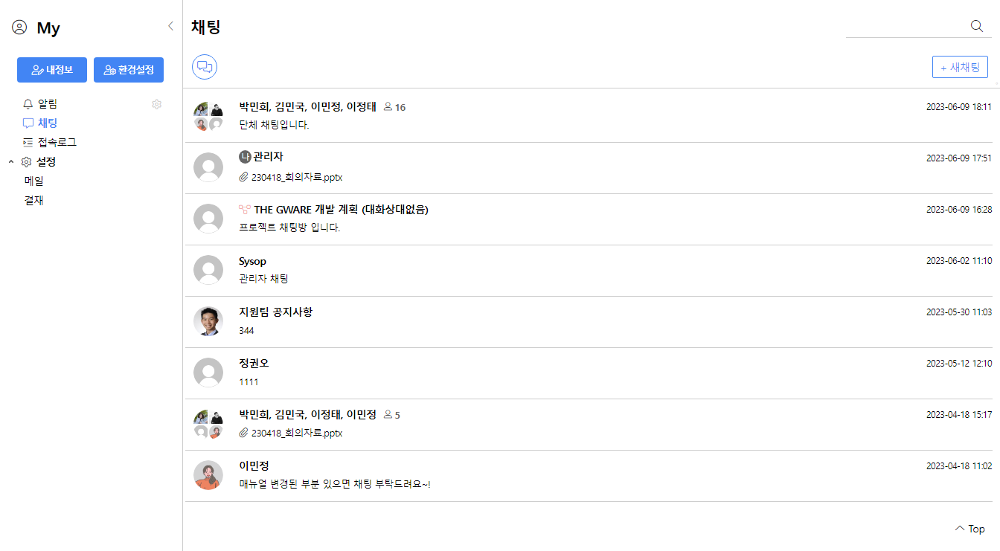 My
내정보 환경설정
알림
채팅
접속로그
설정
메일
결재
채팅
+ 새채팅
박민희, 김민국, 이민정, 이정태 16 2023-06-09 18:11
단체 채팅입니다.
나 관리자 2023-06-09 17:51
230418_회의자료.pptx
THE GWARE 개발 계획 (대화상대없음) 2023-06-09 16:28
프로젝트 채팅방 입니다.
Sysop 2023-06-02 11:10
관리자 채팅
지원팀 공지사항 2023-05-30 11:03
344
정권오 2023-05-12 12:10
1111
박민희, 김민국, 이정태, 이민정 5 2023-04-18 15:17
230418_회의자료.pptx
이민정 2023-04-18 11:02
매뉴얼 변경된 부분 있으면 채팅 부탁드려요~!
Top